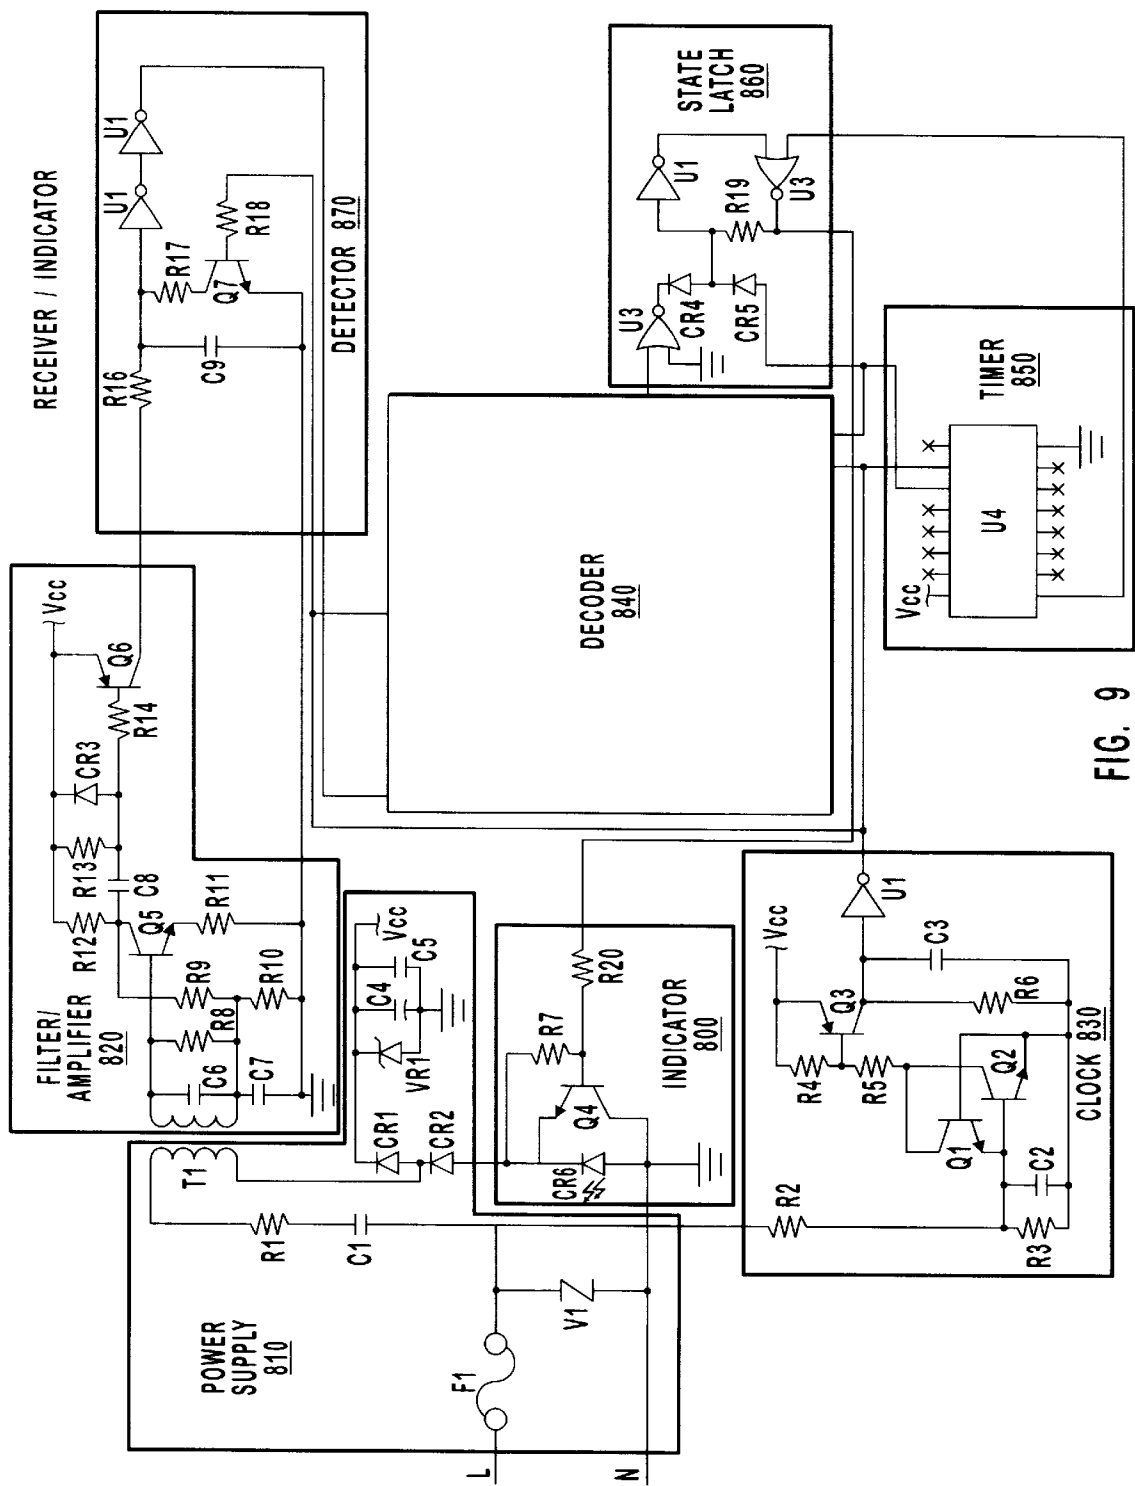 RECEIVER / INDICATOR
FILTER/
AMPLIFIER
820
C6
C7
R8
R9
R10
R11
R12
Q5
C8
R13
CR3
R14
Q6
Vcc
R16
C9
R17
Q7
R18
U1
U1
DETECTOR 870
POWER
SUPPLY
810
L
N
F1
V1
R1
C1
T1
CR1
CR2
VR1
C4
C5
Vcc
CR6
Q4
R7
R20
INDICATOR
800
DECODER
840
STATE
LATCH
860
U3
CR4
CR5
R19
U1
U3
R2
R3
C2
Q1
Q2
R4
R5
Q3
Vcc
R6
C3
U1
CLOCK 830
TIMER
850
Vcc
U4
FIG. 9